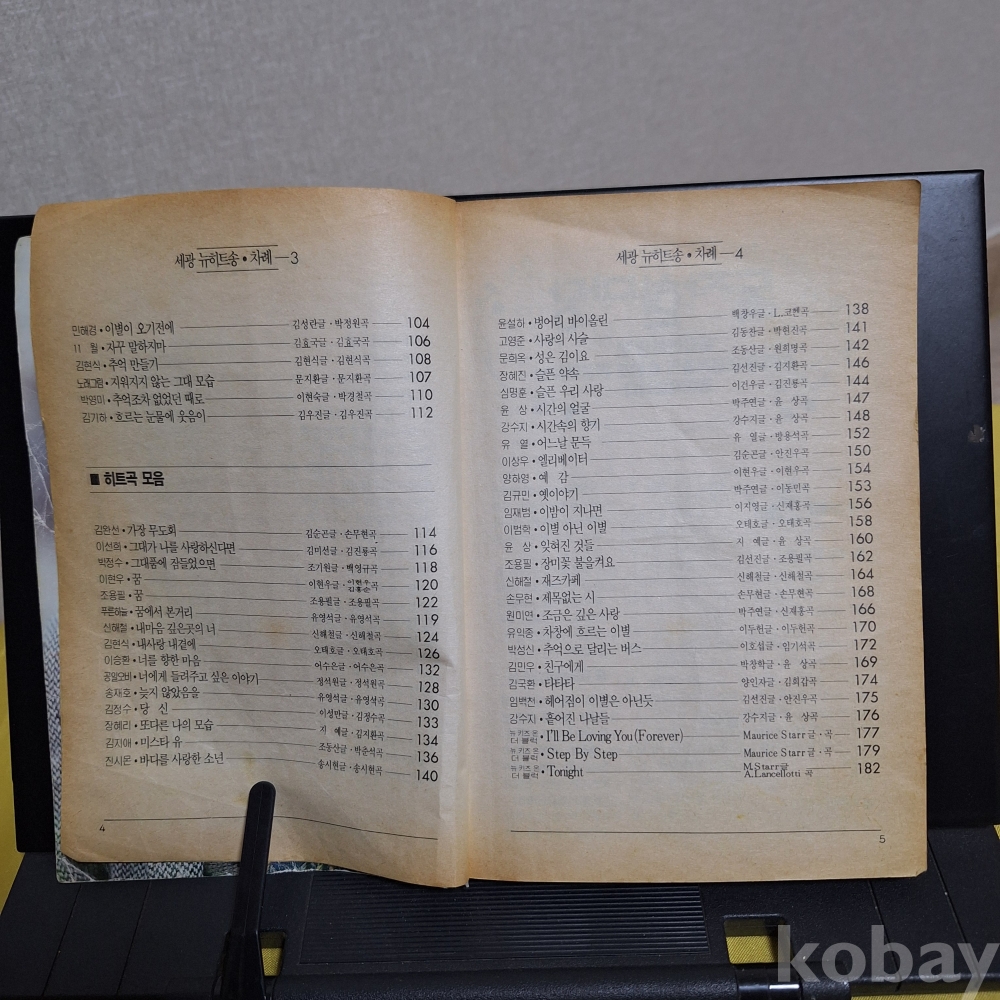 세광 뉴히트송 • 차례 — 3
민해경 • 이별이 오기전에 김성란글 · 박정원곡 104
11 월 • 자꾸 말하지마 김효국글 · 김효국곡 106
김현식 • 추억 만들기 김현식글 · 김현식곡 108
노래그림 • 지워지지 않는 그대 모습 문지환글 · 문지환곡 107
박영미 • 추억조차 없었던 때로 이현숙글 · 박경철곡 110
김기하 • 흐르는 눈물에 웃음이 김우진글 · 김우진곡 112
■ 히트곡 모음
김완선 • 가장 무도회 김순곤글 · 손무현곡 114
이선희 • 그대가 나를 사랑하신다면 김미선글 · 김진룡곡 116
박정수 • 그대품에 잠들었으면 조기원글 · 백영규곡 118
이현우 • 꿈 이현우글 · 이현우 김홍순곡 120
조용필 • 꿈 조용필글 · 조용필곡 122
푸른하늘 • 꿈에서 본거리 유영석글 · 유영석곡 119
신해철 • 내마음 깊은곳의 너 신해철글 · 신해철곡 124
김현식 • 내사랑 내곁에 오태호글 · 오태호곡 126
이승환 • 너를 향한 마음 어수은글 · 어수은곡 132
공일오비 • 너에게 들려주고 싶은 이야기 정석원글 · 정석원곡 128
송재호 • 늦지 않았음을 유영석글 · 유영석곡 130
김정수 • 당 신 이성만글 · 김정수곡 133
장혜리 • 또다른 나의 모습 지 예글 · 김지환곡 134
김지애 • 미스타 유 조동산글 · 박춘석곡 136
진시몬 • 바다를 사랑한 소년 송시현글 · 송시현곡 140
4
세광 뉴히트송 • 차례 — 4
윤설하 • 벙어리 바이올린 백창우글 · L.코헨곡 138
고영준 • 사랑의 사슬 김동찬글 · 박현진곡 141
문희옥 • 성은 김이요 조동산글 · 원희명곡 142
장혜진 • 슬픈 약속 김선진글 · 김지환곡 146
심명훈 • 슬픈 우리 사랑 이건우글 · 김진룡곡 144
윤 상 • 시간의 얼굴 박주연글 · 윤 상곡 147
강수지 • 시간속의 향기 강수지글 · 윤 상곡 148
유 열 • 어느날 문득 유 열글 · 방용석곡 152
이상우 • 엘리베이터 김순곤글 · 안진우곡 150
양하영 • 예 감 이현우글 · 이현우곡 154
김규민 • 옛이야기 박주연글 · 이동민곡 153
임재범 • 이밤이 지나면 이지영글 · 신재홍곡 156
이범학 • 이별 아닌 이별 오태호글 · 오태호곡 158
윤 상 • 잊혀진 것들 지 예글 · 윤 상곡 160
조용필 • 장미꽃 불을켜요 김선진글 · 조용필곡 162
신해철 • 재즈카페 신해철글 · 신해철곡 164
손무현 • 제목없는 시 손무현글 · 손무현곡 168
원미연 • 조금은 깊은 사랑 박주연글 · 신재홍곡 166
유익종 • 차창에 흐르는 이별 이두헌글 · 이두헌곡 170
박성신 • 추억으로 달리는 버스 이호섭글 · 임기석곡 172
김민우 • 친구에게 박창학글 · 윤 상곡 169
김국환 • 타타타 양인자글 · 김희갑곡 174
임백천 • 헤어짐이 이별은 아닌듯 김선진글 · 안진우곡 175
강수지 • 흩어진 나날들 강수지글 · 윤 상곡 176
뉴 키즈 온 더 블럭 • I'll Be Loving You (Forever) Maurice Starr글 · 곡 177
뉴 키즈 온 더 블럭 • Step By Step Maurice Starr글 · 곡 179
뉴 키즈 온 더 블럭 • Tonight M.Starr글 A.Lancellotti 곡 182
5
kobay